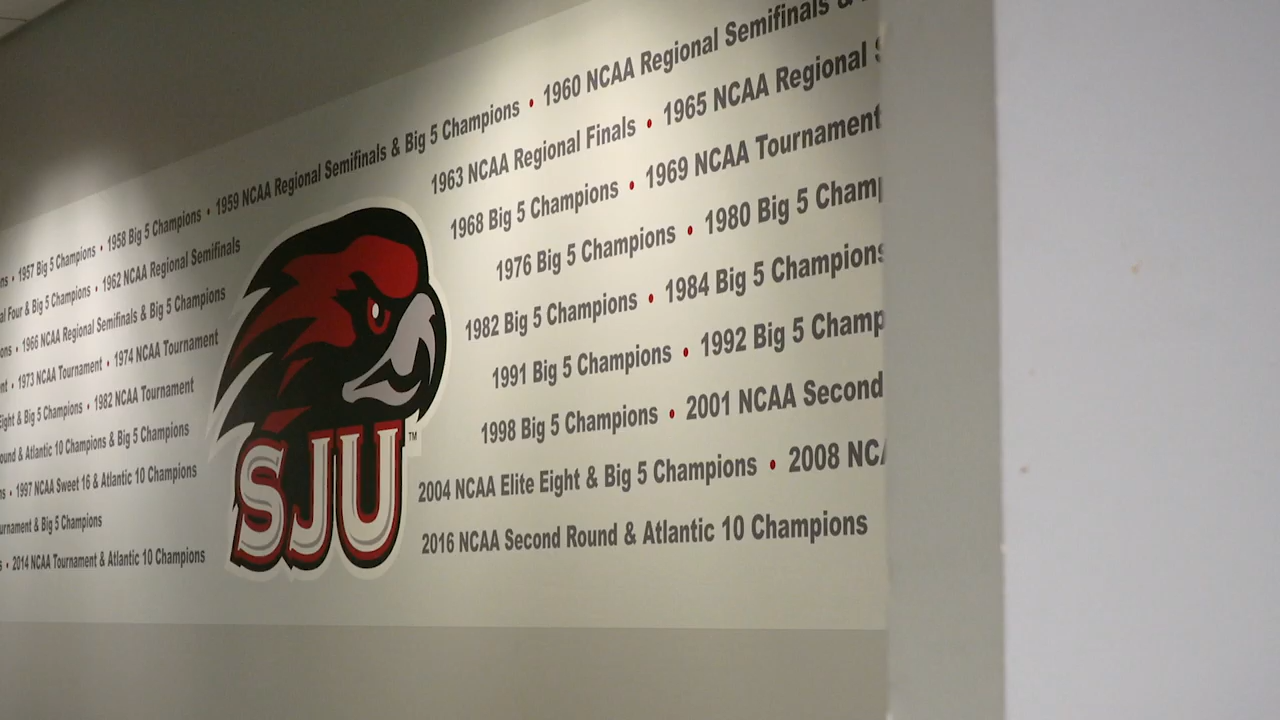 1957 Big 5 Champions • 1958 Big 5 Champions • 1959 NCAA Regional Semifinals & Big 5 Champions • 1960 NCAA Regional Semifinals &
Four & Big 5 Champions • 1962 NCAA Regional Semifinals 1963 NCAA Regional Finals • 1965 NCAA Regional
• 1966 NCAA Regional Semifinals & Big 5 Champions 1968 Big 5 Champions • 1969 NCAA Tournament
• 1973 NCAA Tournament • 1974 NCAA Tournament 1976 Big 5 Champions • 1980 Big 5 Champ
Eight & Big 5 Champions • 1982 NCAA Tournament 1982 Big 5 Champions • 1984 Big 5 Champions
& Atlantic 10 Champions & Big 5 Champions 1991 Big 5 Champions • 1992 Big 5 Champ
• 1997 NCAA Sweet 16 & Atlantic 10 Champions 1998 Big 5 Champions • 2001 NCAA Second
& Big 5 Champions 2004 NCAA Elite Eight & Big 5 Champions • 2008
• 2014 NCAA Tournament & Atlantic 10 Champions 2016 NCAA Second Round & Atlantic 10 Champions
SJU ™